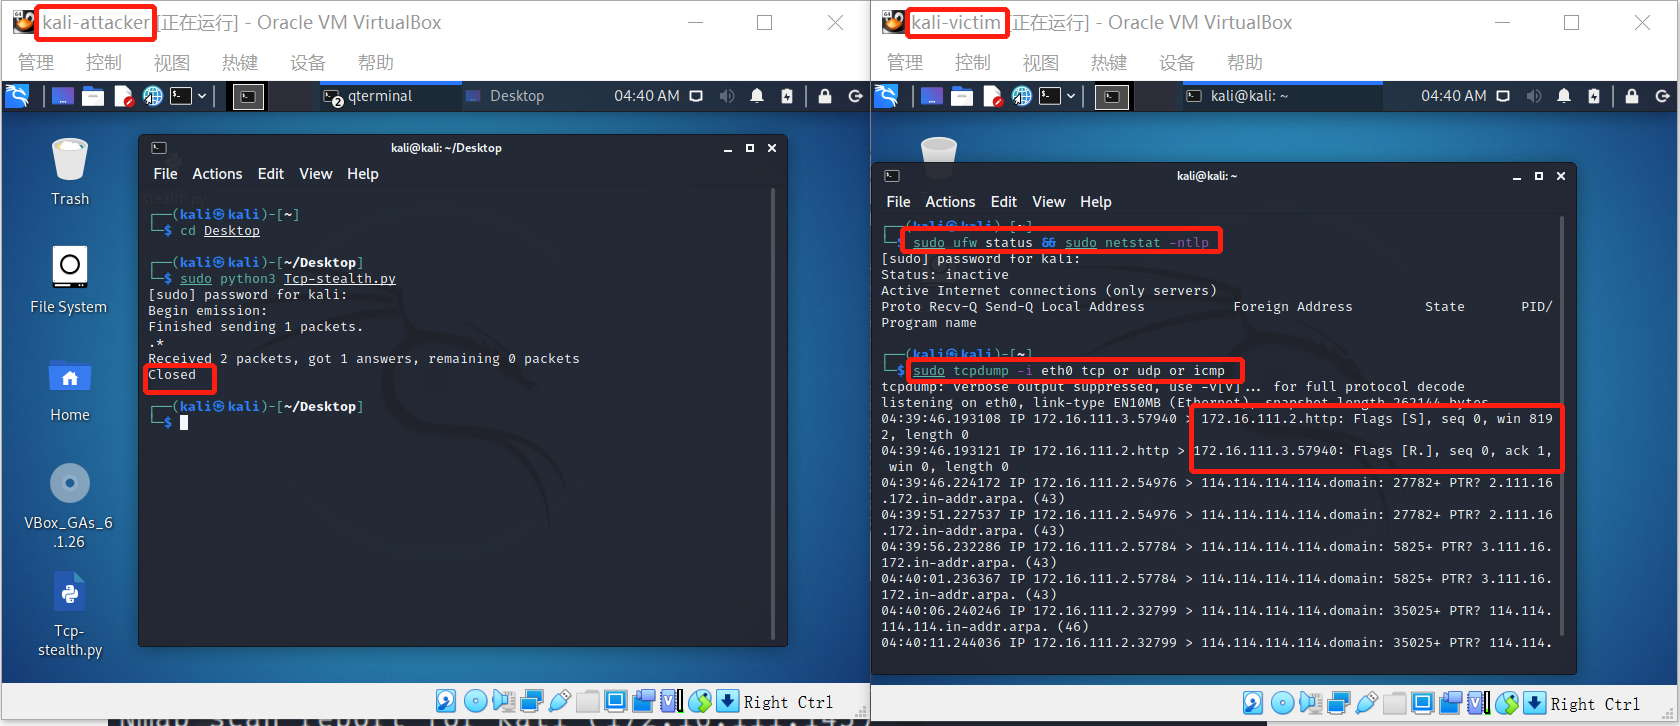 kali-attacker [正在运行] - Oracle VM VirtualBox
管理 控制 视图 热键 设备 帮助
qterminal Desktop 04:40 AM
Trash
File System
Home
VBox_GAs_6
.1.26
Tcp-
stealth.py
kali@kali: ~/Desktop
File Actions Edit View Help
┌──(kali㉿kali)-[~]
└─$ cd Desktop
┌──(kali㉿kali)-[~/Desktop]
└─$ sudo python3 Tcp-stealth.py
[sudo] password for kali:
Begin emission:
Finished sending 1 packets.
.*
Received 2 packets, got 1 answers, remaining 0 packets
Closed
┌──(kali㉿kali)-[~/Desktop]
└─$
Right Ctrl
kali-victim [正在运行] - Oracle VM VirtualBox
管理 控制 视图 热键 设备 帮助
kali@kali: ~ 04:40 AM
kali@kali: ~
File Actions Edit View Help
┌──(kali㉿kali)-[~]
└─$ sudo ufw status && sudo netstat -ntlp
[sudo] password for kali:
Status: inactive
Active Internet connections (only servers)
Proto Recv-Q Send-Q Local Address Foreign Address State PID/
Program name
┌──(kali㉿kali)-[~]
└─$ sudo tcpdump -i eth0 tcp or udp or icmp
tcpdump: verbose output suppressed, use -v[v]... for full protocol decode
listening on eth0, link-type EN10MB (Ethernet), snapshot length 262144 bytes
04:39:46.193108 IP 172.16.111.3.57940 > 172.16.111.2.http: Flags [S], seq 0, win 819
2, length 0
04:39:46.193121 IP 172.16.111.2.http > 172.16.111.3.57940: Flags [R.], seq 0, ack 1,
win 0, length 0
04:39:46.224172 IP 172.16.111.2.54976 > 114.114.114.114.domain: 27782+ PTR? 2.111.16
.172.in-addr.arpa. (43)
04:39:51.227537 IP 172.16.111.2.54976 > 114.114.114.114.domain: 27782+ PTR? 2.111.16
.172.in-addr.arpa. (43)
04:39:56.232286 IP 172.16.111.2.57784 > 114.114.114.114.domain: 5825+ PTR? 3.111.16.
172.in-addr.arpa. (43)
04:40:01.236367 IP 172.16.111.2.57784 > 114.114.114.114.domain: 5825+ PTR? 3.111.16.
172.in-addr.arpa. (43)
04:40:06.240246 IP 172.16.111.2.32799 > 114.114.114.114.domain: 35025+ PTR? 114.114.
114.114.in-addr.arpa. (46)
04:40:11.244036 IP 172.16.111.2.32799 > 114.114.114.114.domain: 35025+ PTR? 114.114.
Right Ctrl